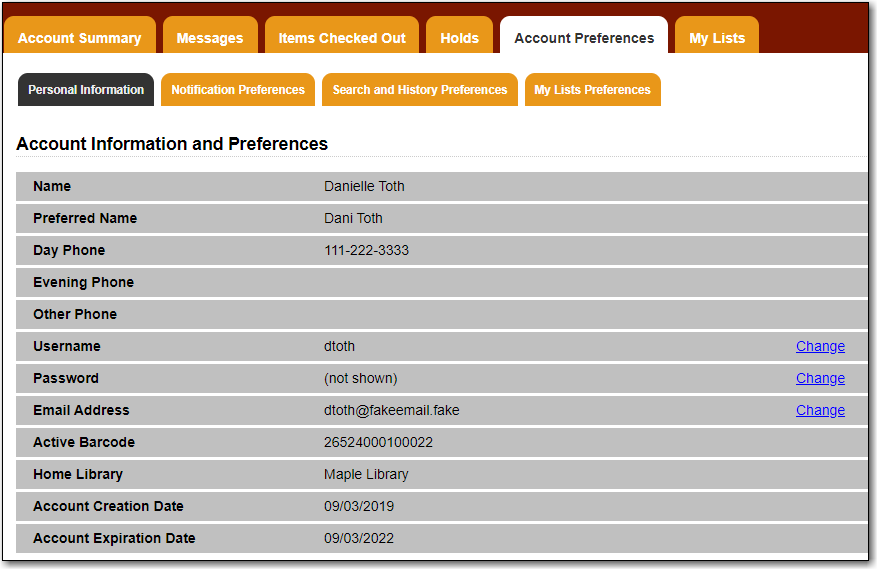 Account Summary Messages Items Checked Out Holds Account Preferences My Lists
Personal Information Notification Preferences Search and History Preferences My Lists Preferences
Account Information and Preferences
Name Danielle Toth
Preferred Name Dani Toth
Day Phone 111-222-3333
Evening Phone
Other Phone
Username dtoth Change
Password (not shown) Change
Email Address dtoth@fakeemail.fake Change
Active Barcode 26524000100022
Home Library Maple Library
Account Creation Date 09/03/2019
Account Expiration Date 09/03/2022